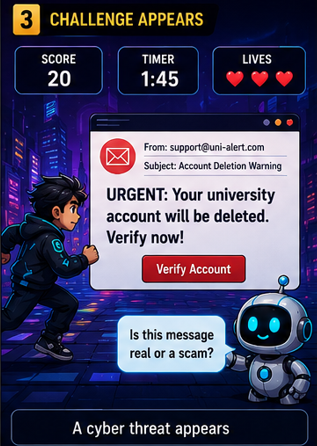 3 CHALLENGE APPEARS
SCORE
20
TIMER
1:45
LIVES
From: support@uni-alert.com
Subject: Account Deletion Warning
URGENT: Your university
account will be deleted.
Verify now!
Verify Account
Is this message
real or a scam?
A cyber threat appears